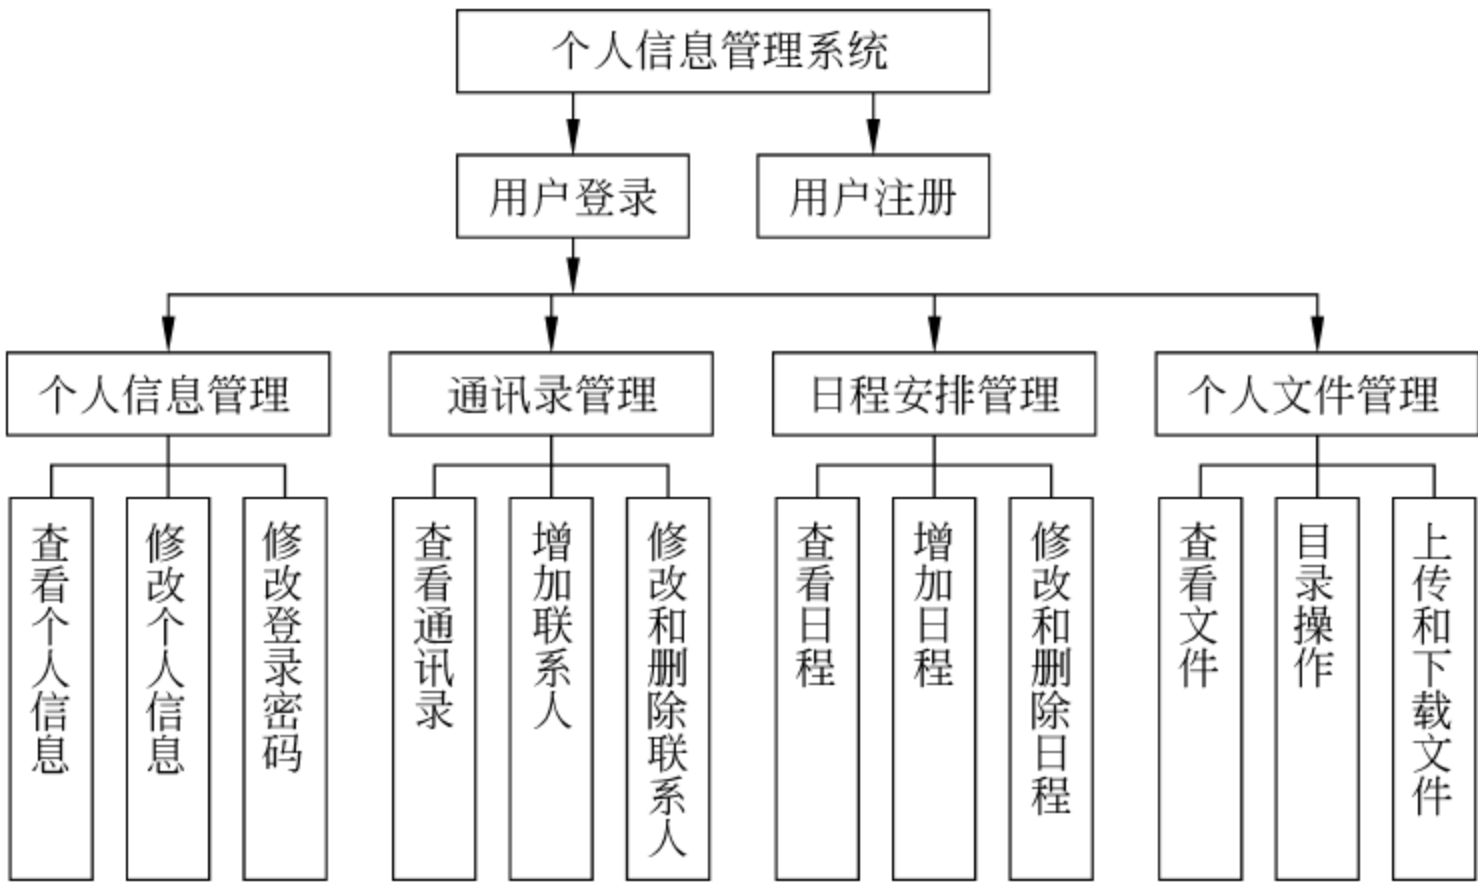 个人信息管理系统
用户登录
用户注册
个人信息管理
通讯录管理
日程安排管理
个人文件管理
查看个人信息
修改个人信息
修改登录密码
查看通讯录
增加联系人
修改和删除联系人
查看日程
增加日程
修改和删除日程
查看文件
目录操作
上传和下载文件